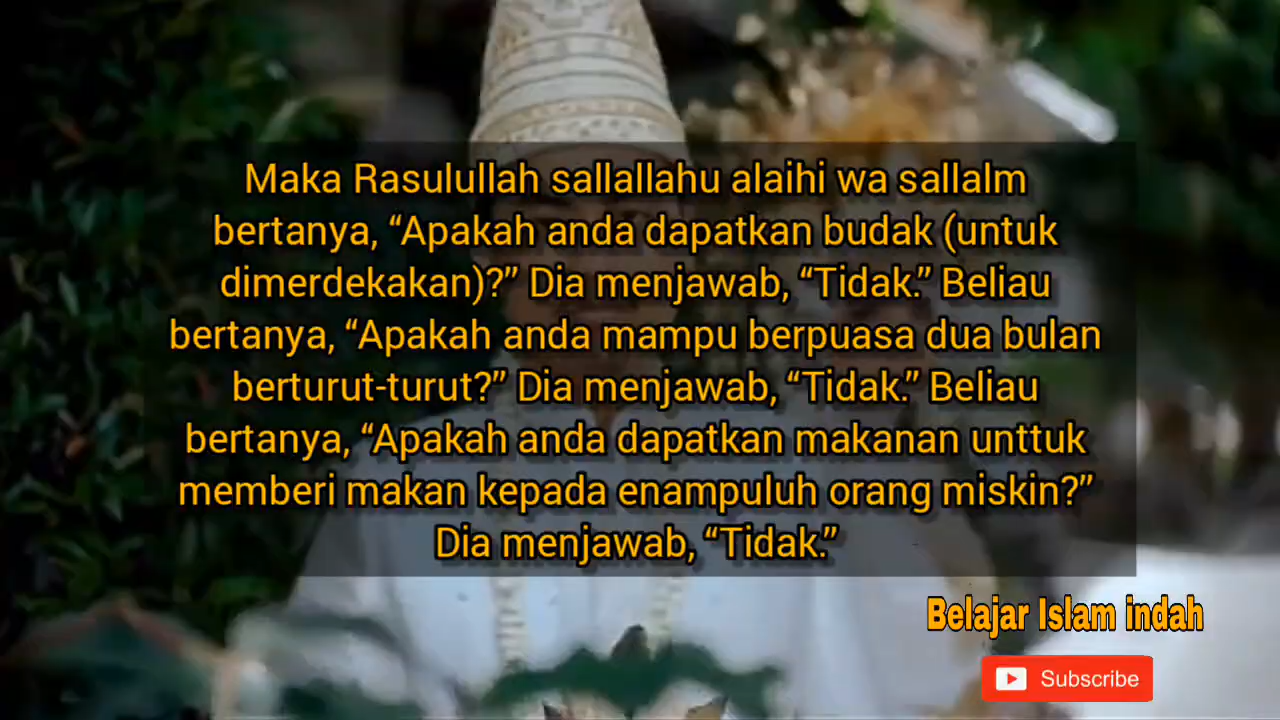 Maka Rasulullah sallallahu alaihi wa sallalm
bertanya, “Apakah anda dapatkan budak (untuk
dimerdekakan)?” Dia menjawab, “Tidak.” Beliau
bertanya, “Apakah anda mampu berpuasa dua bulan
berturut-turut?” Dia menjawab, “Tidak.” Beliau
bertanya, “Apakah anda dapatkan makanan unttuk
memberi makan kepada enampuluh orang miskin?”
Dia menjawab, “Tidak.”
Belajar Islam indah
Subscribe